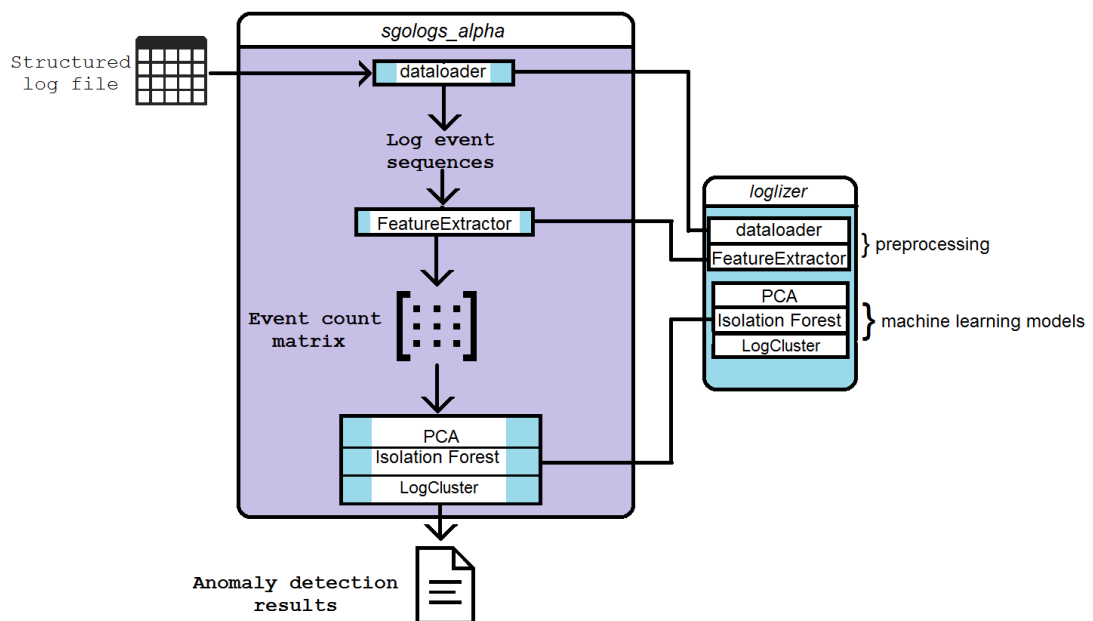 sgologs_alpha
Structured
log file
dataloader
Log event
sequences
FeatureExtractor
Event count
matrix
PCA
Isolation Forest
LogCluster
Anomaly detection
results
loglizer
dataloader
FeatureExtractor
} preprocessing
PCA
Isolation Forest
LogCluster
} machine learning models